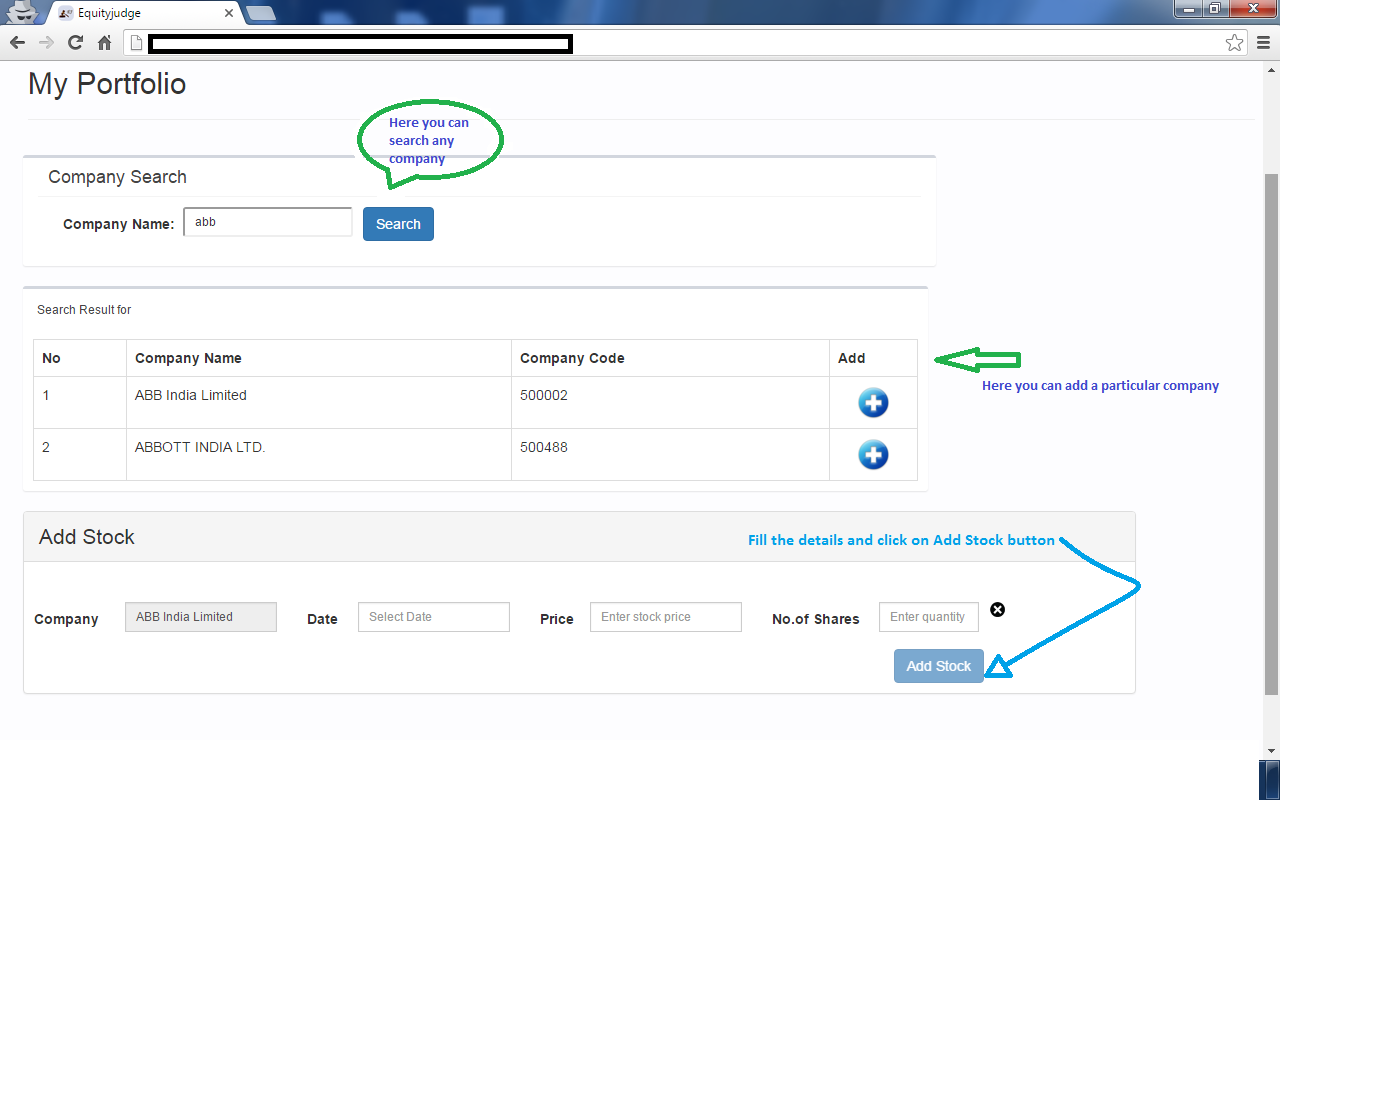 Equityjudge
My Portfolio
Here you can
search any
company
Company Search
Company Name: abb Search
Search Result for
No Company Name Company Code Add
1 ABB India Limited 500002
Here you can add a particular company
2 ABBOTT INDIA LTD. 500488
Add Stock Fill the details and click on Add Stock button
Company ABB India Limited Date Select Date Price Enter stock price No.of Shares Enter quantity
Add Stock